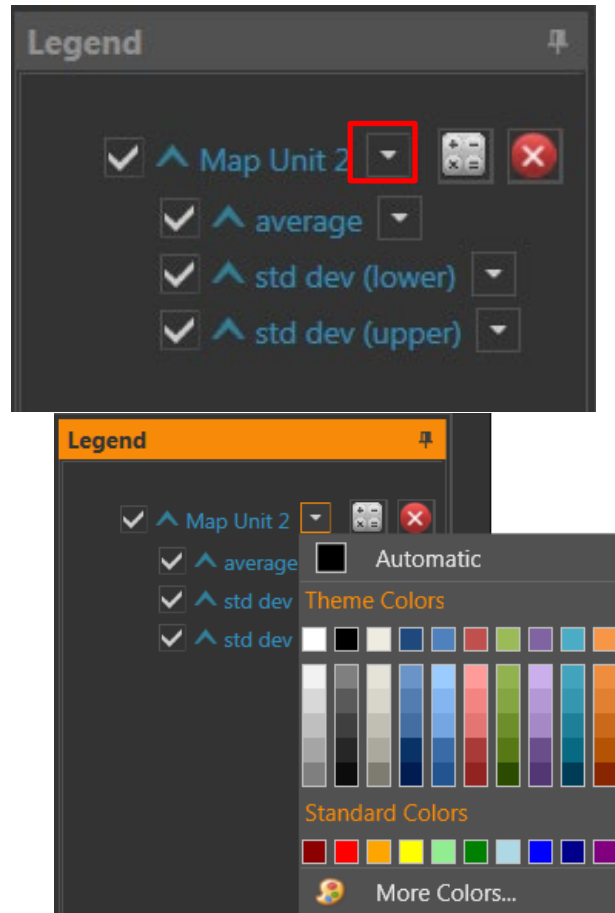 Legend
Map Unit 2
average
std dev (lower)
std dev (upper)
Legend
Map Unit 2
average
std dev
std dev
Automatic
Theme Colors
Standard Colors
More Colors...